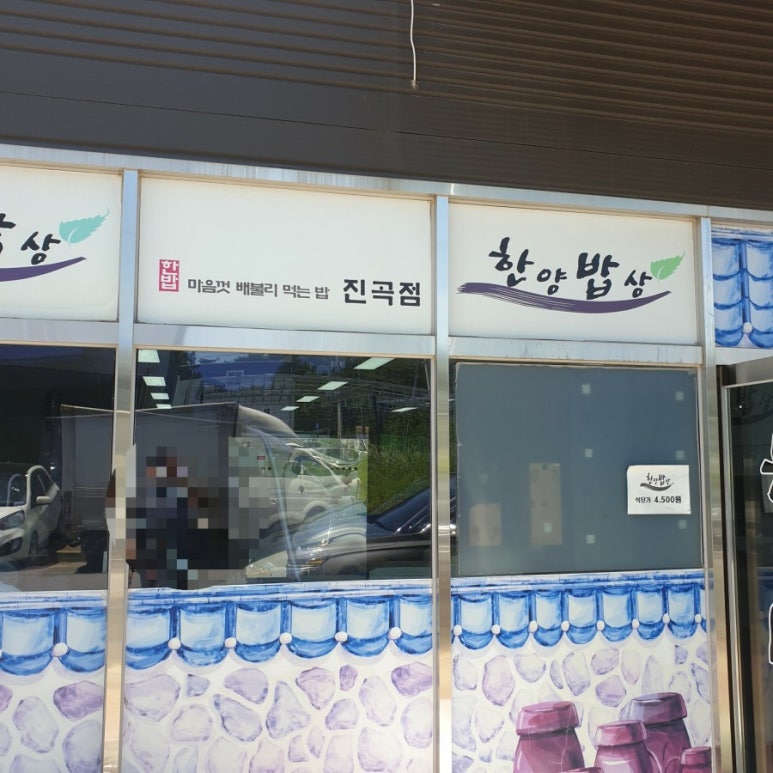 상
한밥 마음껏 배불리 먹는 밥 진곡점
한양밥상
한양밥상
식단가 4.500원